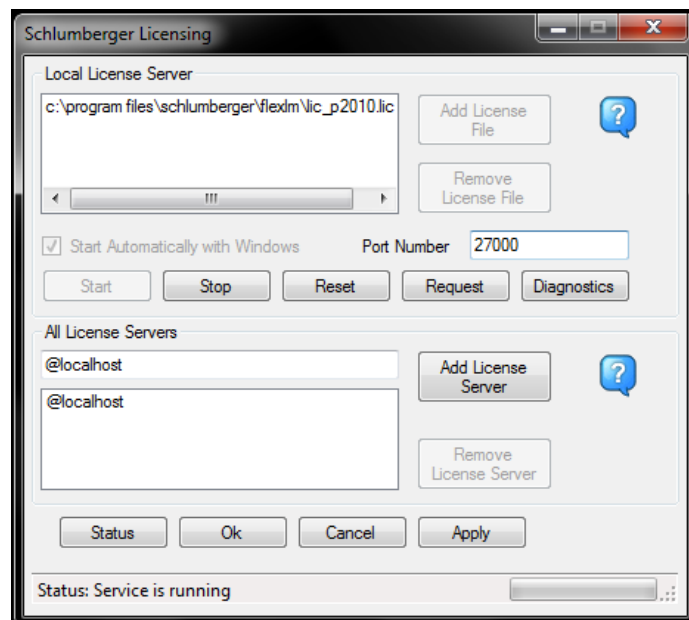 Schlumberger Licensing
Local License Server
c:\program files\schlumberger\flexlm\lic_p2010.lic
Add License
File
Remove
License File
Start Automatically with Windows
Port Number
27000
Start
Stop
Reset
Request
Diagnostics
All License Servers
@localhost
Add License
Server
@localhost
Remove
License Server
Status
Ok
Cancel
Apply
Status: Service is running